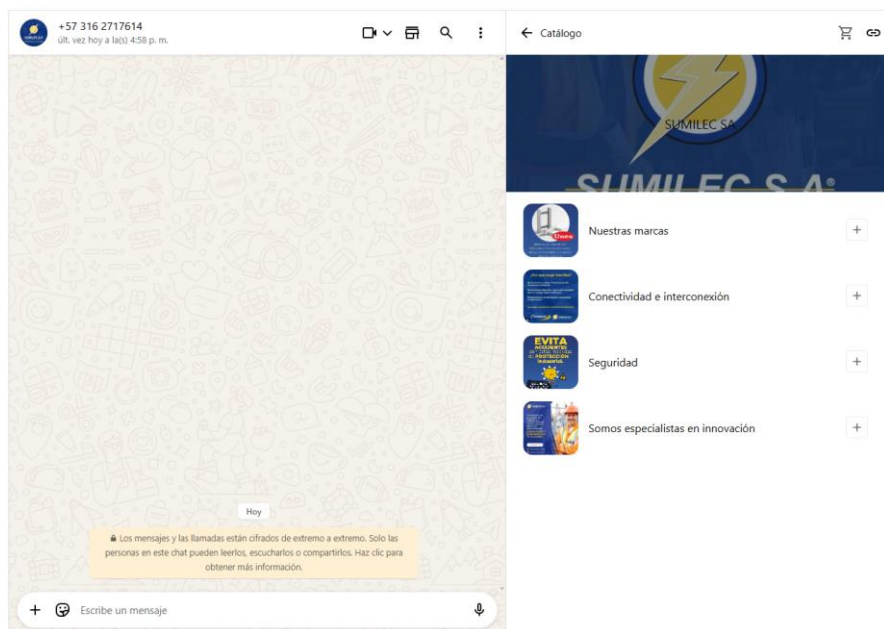 +57 316 2717614
últ. vez hoy a la(s) 4:58 p. m.
Catálogo
SUMILEC SA
SUMILEC S.A.®
Nuestras marcas
Conectividad e interconexión
EVITA
ACCIDENTES
PROTECCIÓN
Seguridad
Somos especialistas en innovación
Hoy
Los mensajes y las llamadas están cifrados de extremo a extremo. Solo las
personas en este chat pueden leerlos, escucharlos o compartirlos. Haz clic para
obtener más información.
Escribe un mensaje